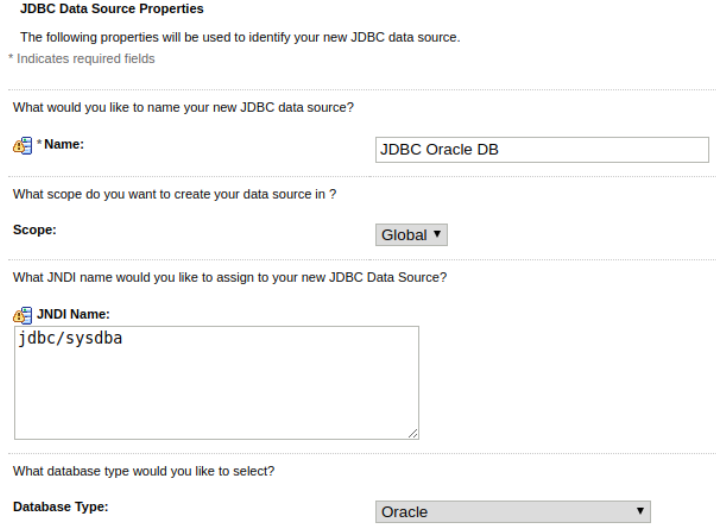 JDBC Data Source Properties
The following properties will be used to identify your new JDBC data source.
* Indicates required fields
What would you like to name your new JDBC data source?
* Name:
JDBC Oracle DB
What scope do you want to create your data source in ?
Scope:
Global
What JNDI name would you like to assign to your new JDBC Data Source?
JNDI Name:
jdbc/sysdba
What database type would you like to select?
Database Type:
Oracle